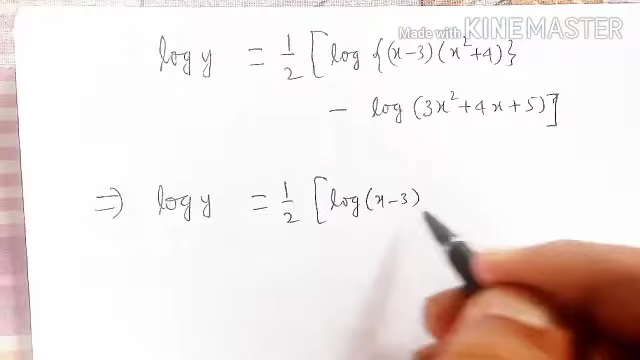 Made with KINEMASTER
log y = 1/2 [log {(x-3)(x²+4)}
- log (3x²+4x+5)]
⇒ log y = 1/2 [log(x-3)